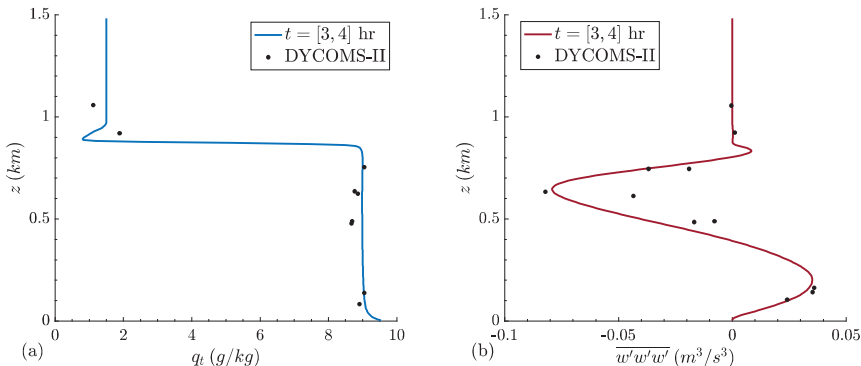 1.5
1
0.5
0
z (km)
t = [3, 4] hr
DYCOMS-II
0
2
4
6
8
10
(a)
q_t (g/kg)
1.5
1
0.5
0
z (km)
t = [3, 4] hr
DYCOMS-II
-0.1
-0.05
0
0.05
(b)
w′w′w′ (m³/s³)